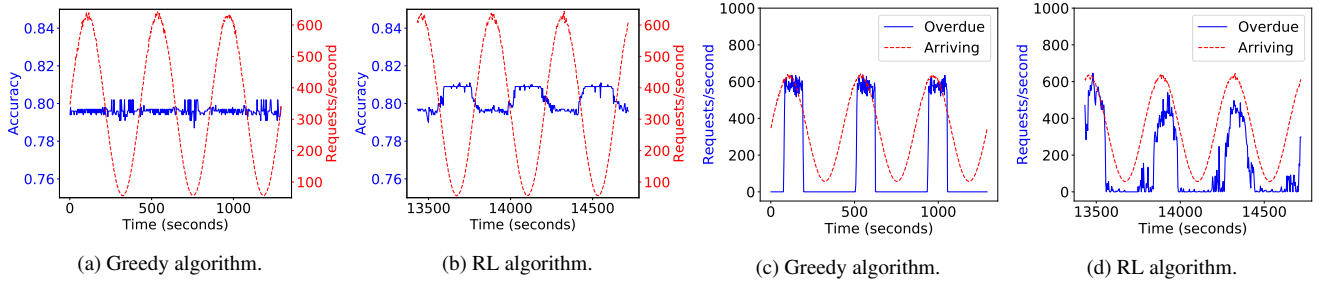 0.84
0.82
0.80
0.78
0.76
Accuracy
600
500
400
300
200
100
Requests/second
0
500
1000
Time (seconds)
(a) Greedy algorithm.
0.84
0.82
0.80
0.78
0.76
Accuracy
600
500
400
300
200
100
Requests/second
13500
14000
14500
Time (seconds)
(b) RL algorithm.
1000
800
600
400
200
0
Requests/second
Overdue
Arriving
0
500
1000
Time (seconds)
(c) Greedy algorithm.
1000
800
600
400
200
0
Requests/second
Overdue
Arriving
13500
14000
14500
Time (seconds)
(d) RL algorithm.